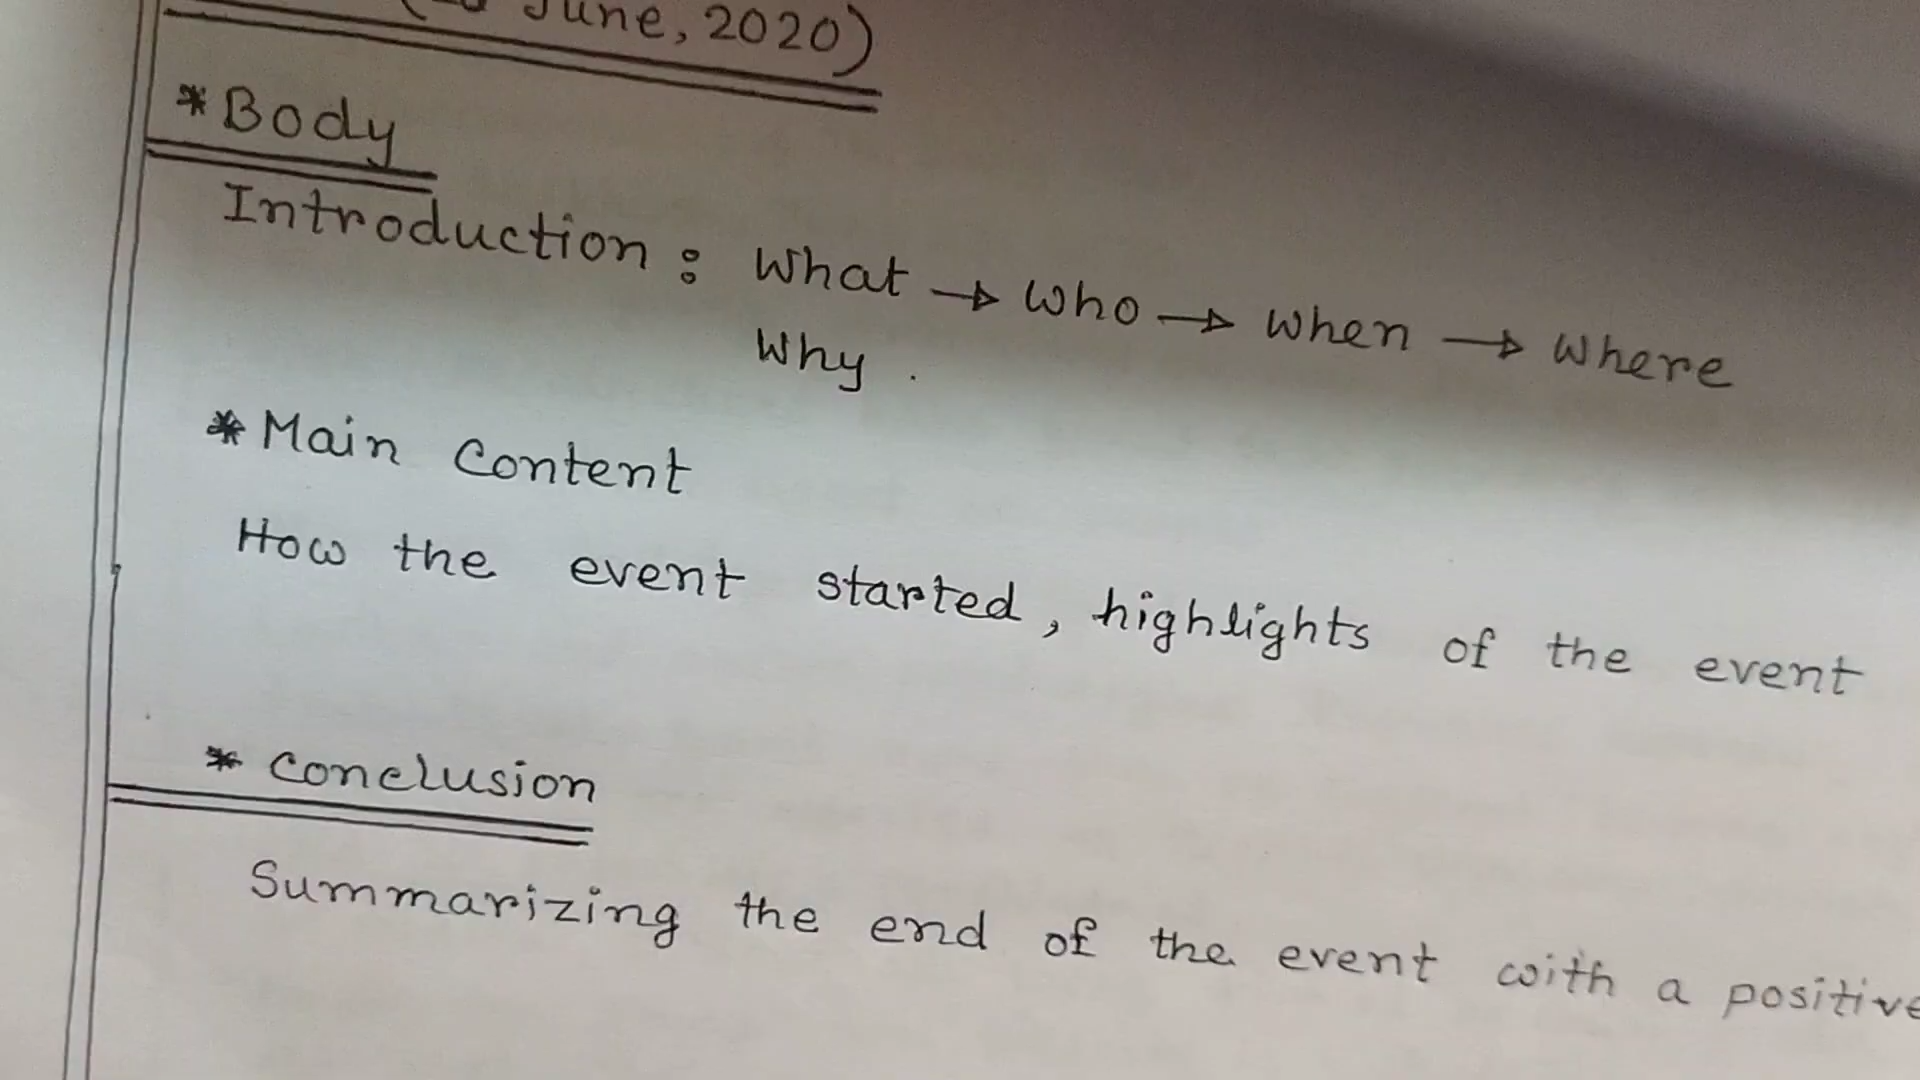 June, 2020)
*Body
Introduction : What → Who → When → Where
Why.
* Main Content
How the event started, highlights of the event
* Conclusion
Summarizing the end of the event with a positive